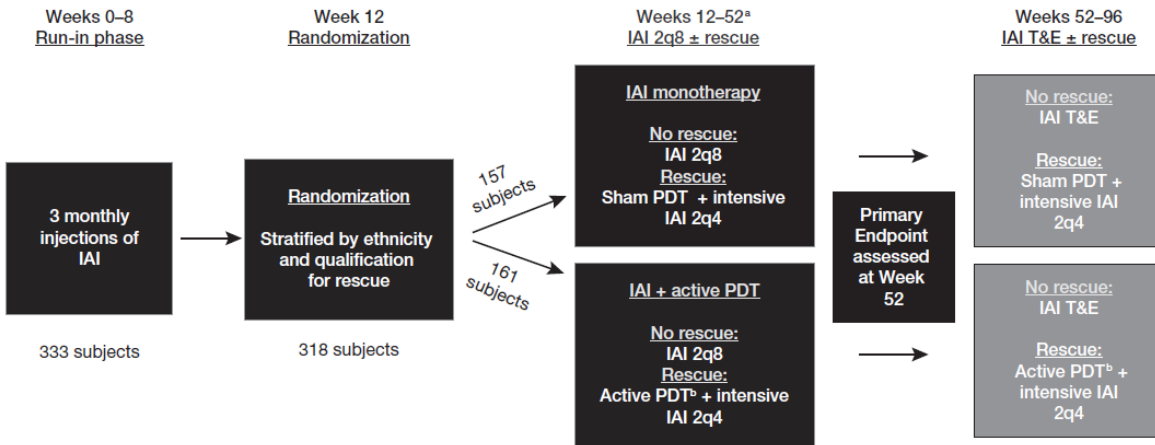 Weeks 0–8
Run-in phase
3 monthly
injections of
IAI
333 subjects
Week 12
Randomization
Randomization
Stratified by ethnicity
and qualification
for rescue
318 subjects
157
subjects
161
subjects
Weeks 12–52ᵃ
IAI 2q8 ± rescue
IAI monotherapy
No rescue:
IAI 2q8
Rescue:
Sham PDT + intensive
IAI 2q4
IAI + active PDT
No rescue:
IAI 2q8
Rescue:
Active PDTᵇ + intensive
IAI 2q4
Primary
Endpoint
assessed
at Week
52
Weeks 52–96
IAI T&E ± rescue
No rescue:
IAI T&E
Rescue:
Sham PDT +
intensive IAI
2q4
No rescue:
IAI T&E
Rescue:
Active PDTᵇ +
intensive IAI
2q4